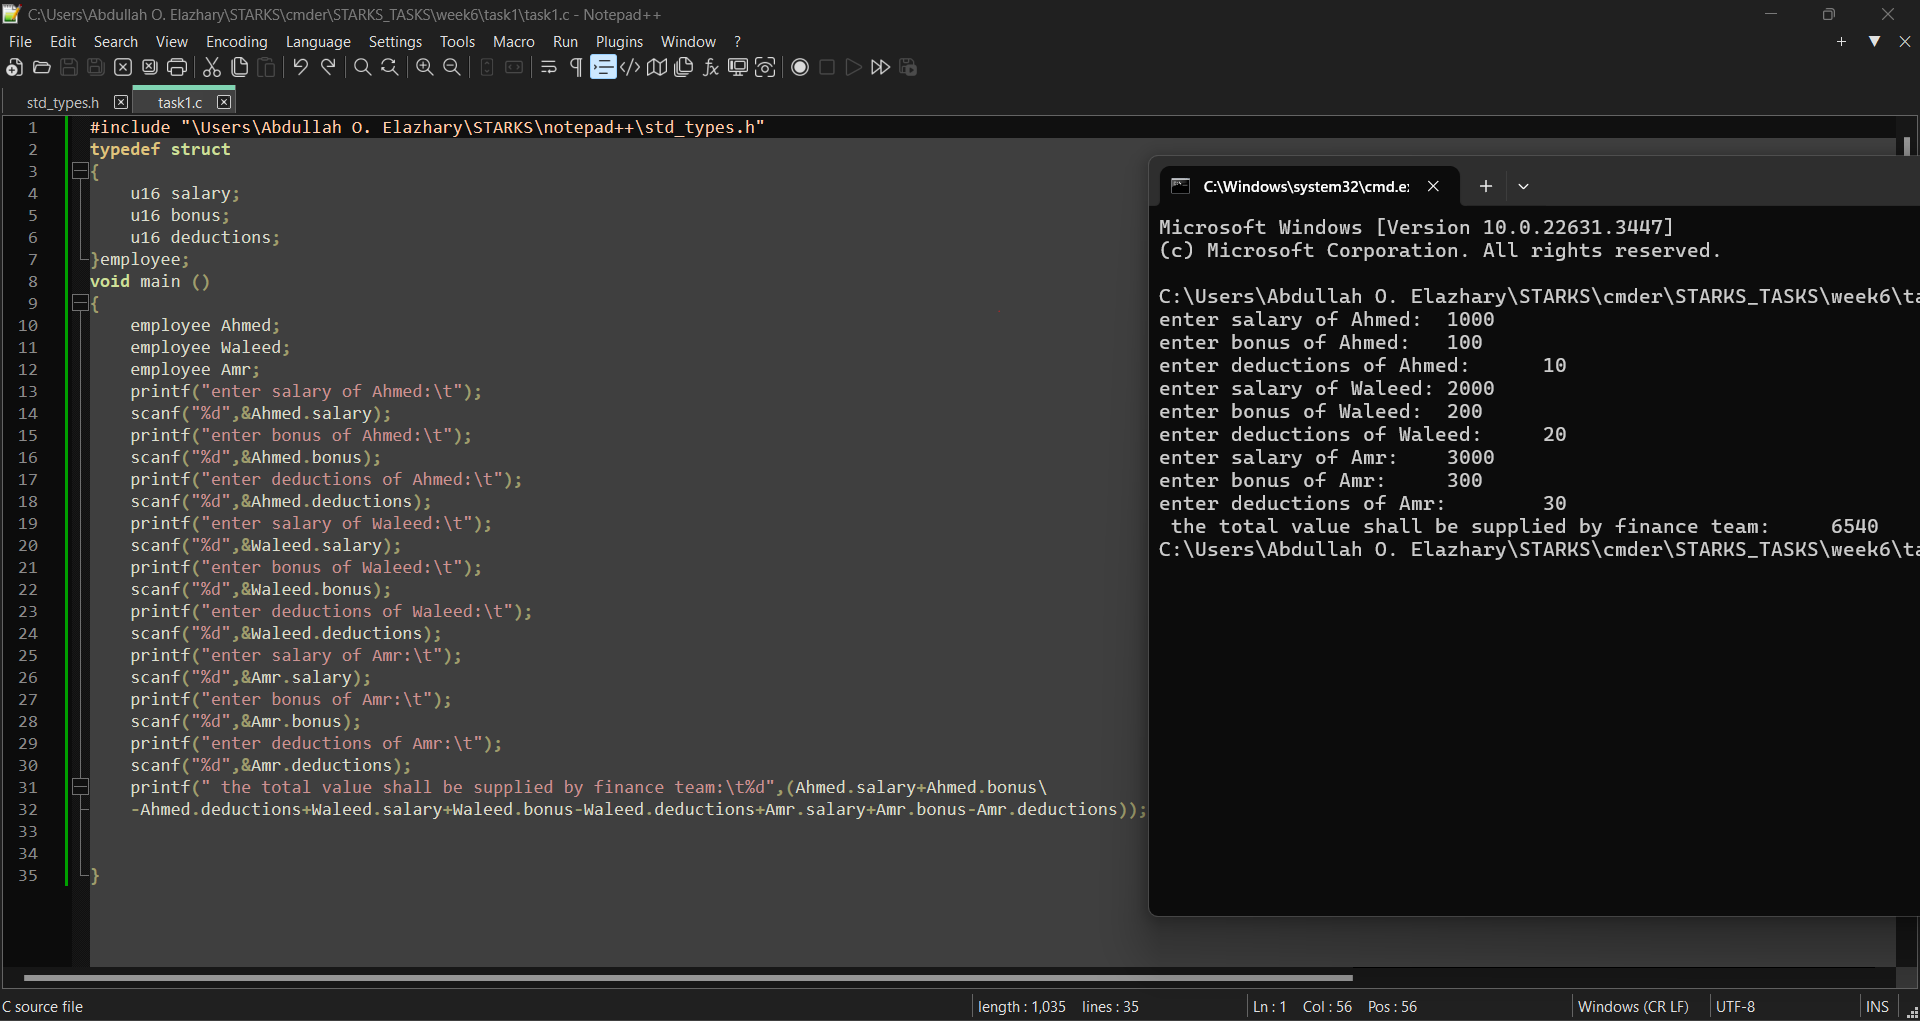 C:\Users\Abdullah O. Elazhary\STARKS\cmder\STARKS_TASKS\week6\task1\task1.c - Notepad++
File Edit Search View Encoding Language Settings Tools Macro Run Plugins Window ?
std_types.h task1.c
1 #include "\Users\Abdullah O. Elazhary\STARKS\notepad++\std_types.h"
2 typedef struct
3 {
4 u16 salary;
5 u16 bonus;
6 u16 deductions;
7 }employee;
8 void main ()
9 {
10 employee Ahmed;
11 employee Waleed;
12 employee Amr;
13 printf("enter salary of Ahmed:\t");
14 scanf("%d",&Ahmed.salary);
15 printf("enter bonus of Ahmed:\t");
16 scanf("%d",&Ahmed.bonus);
17 printf("enter deductions of Ahmed:\t");
18 scanf("%d",&Ahmed.deductions);
19 printf("enter salary of Waleed:\t");
20 scanf("%d",&Waleed.salary);
21 printf("enter bonus of Waleed:\t");
22 scanf("%d",&Waleed.bonus);
23 printf("enter deductions of Waleed:\t");
24 scanf("%d",&Waleed.deductions);
25 printf("enter salary of Amr:\t");
26 scanf("%d",&Amr.salary);
27 printf("enter bonus of Amr:\t");
28 scanf("%d",&Amr.bonus);
29 printf("enter deductions of Amr:\t");
30 scanf("%d",&Amr.deductions);
31 printf(" the total value shall be supplied by finance team:\t%d",(Ahmed.salary+Ahmed.bonus\
32 -Ahmed.deductions+Waleed.salary+Waleed.bonus-Waleed.deductions+Amr.salary+Amr.bonus-Amr.deductions));
33
34
35 }
C:\Windows\system32\cmd.e:
Microsoft Windows [Version 10.0.22631.3447]
(c) Microsoft Corporation. All rights reserved.
C:\Users\Abdullah O. Elazhary\STARKS\cmder\STARKS_TASKS\week6\ta
enter salary of Ahmed: 1000
enter bonus of Ahmed: 100
enter deductions of Ahmed: 10
enter salary of Waleed: 2000
enter bonus of Waleed: 200
enter deductions of Waleed: 20
enter salary of Amr: 3000
enter bonus of Amr: 300
enter deductions of Amr: 30
the total value shall be supplied by finance team: 6540
C:\Users\Abdullah O. Elazhary\STARKS\cmder\STARKS_TASKS\week6\ta
C source file length : 1,035 lines : 35 Ln : 1 Col : 56 Pos : 56 Windows (CR LF) UTF-8 INS